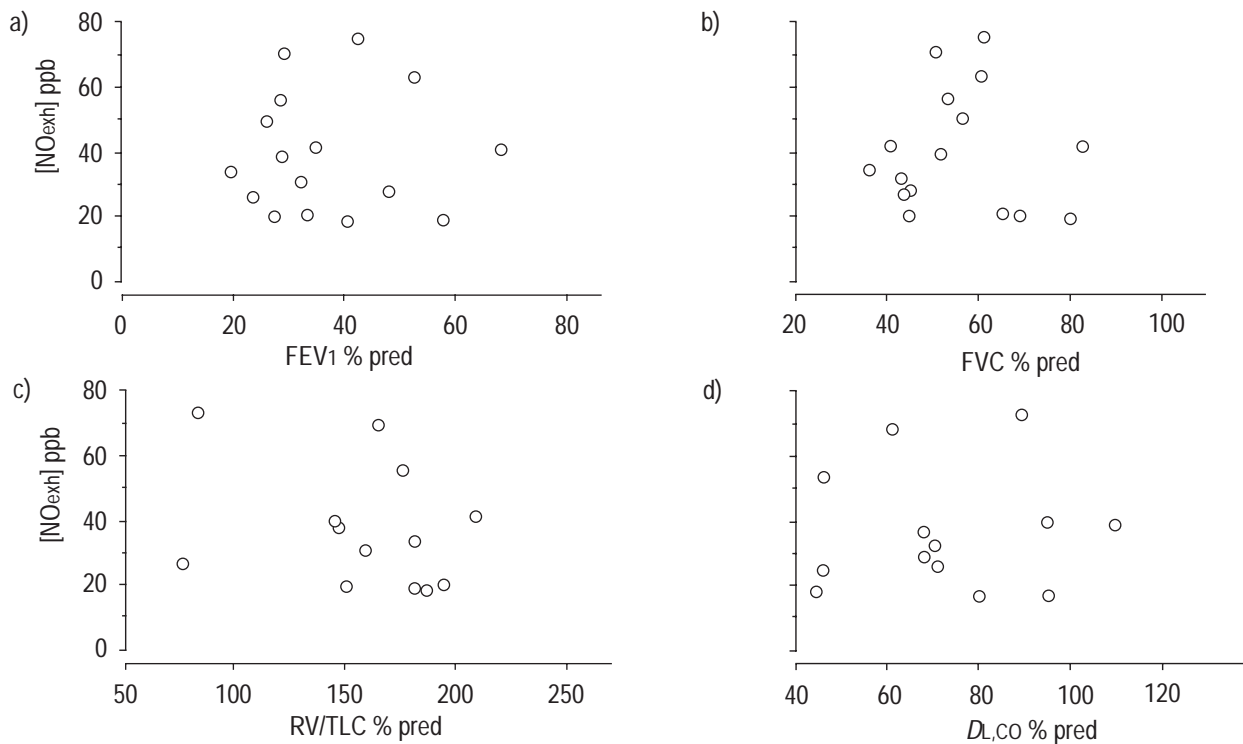 a)
[NOexh] ppb
80
60
40
20
0
0 20 40 60 80
FEV1 % pred
b)
20 40 60 80 100
FVC % pred
c)
[NOexh] ppb
80
60
40
20
0
50 100 150 200 250
RV/TLC % pred
d)
40 60 80 100 120
DL,CO % pred